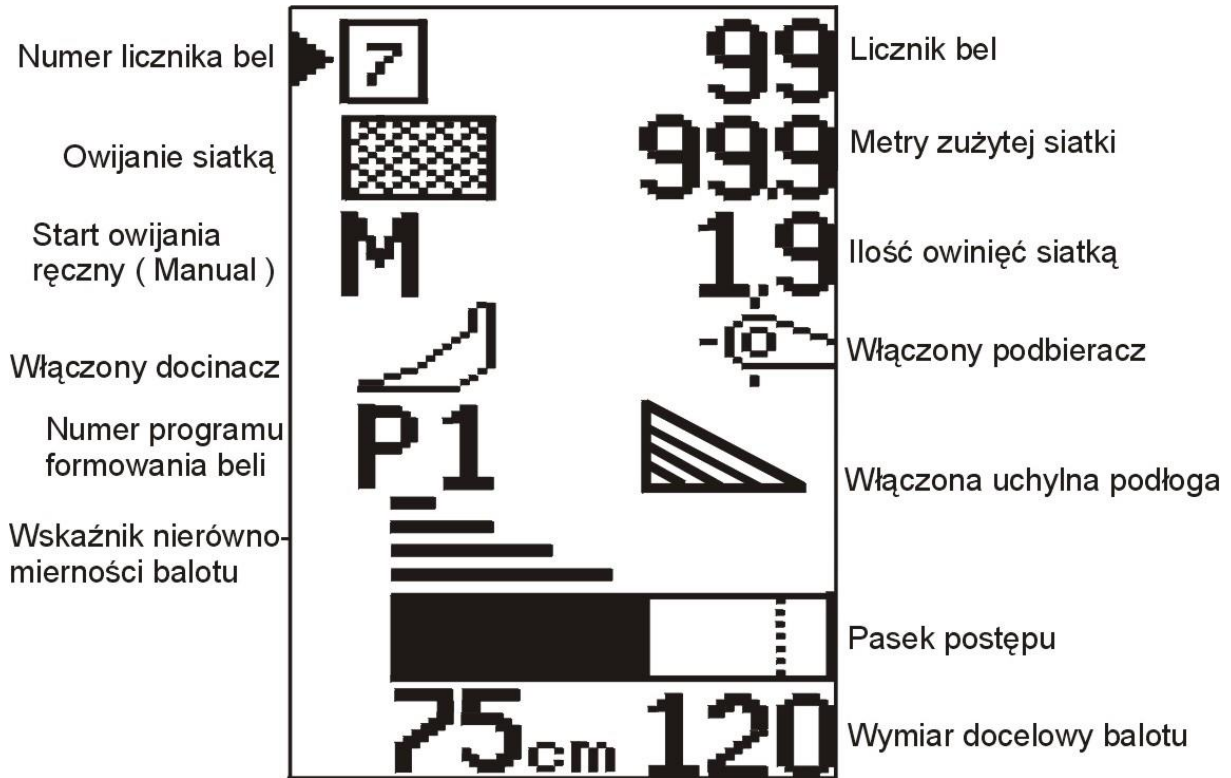 Numer licznika bel
7
99
Licznik bel
Owijanie siatką
99,9
Metry zużytej siatki
Start owijania
ręczny ( Manual )
M
1,9
Ilość owinięć siatką
Włączony docinacz
Włączony podbieracz
Numer programu
formowania beli
P1
Włączona uchylna podłoga
Wskaźnik nierówno-
mierności balotu
Pasek postępu
75cm
120
Wymiar docelowy balotu